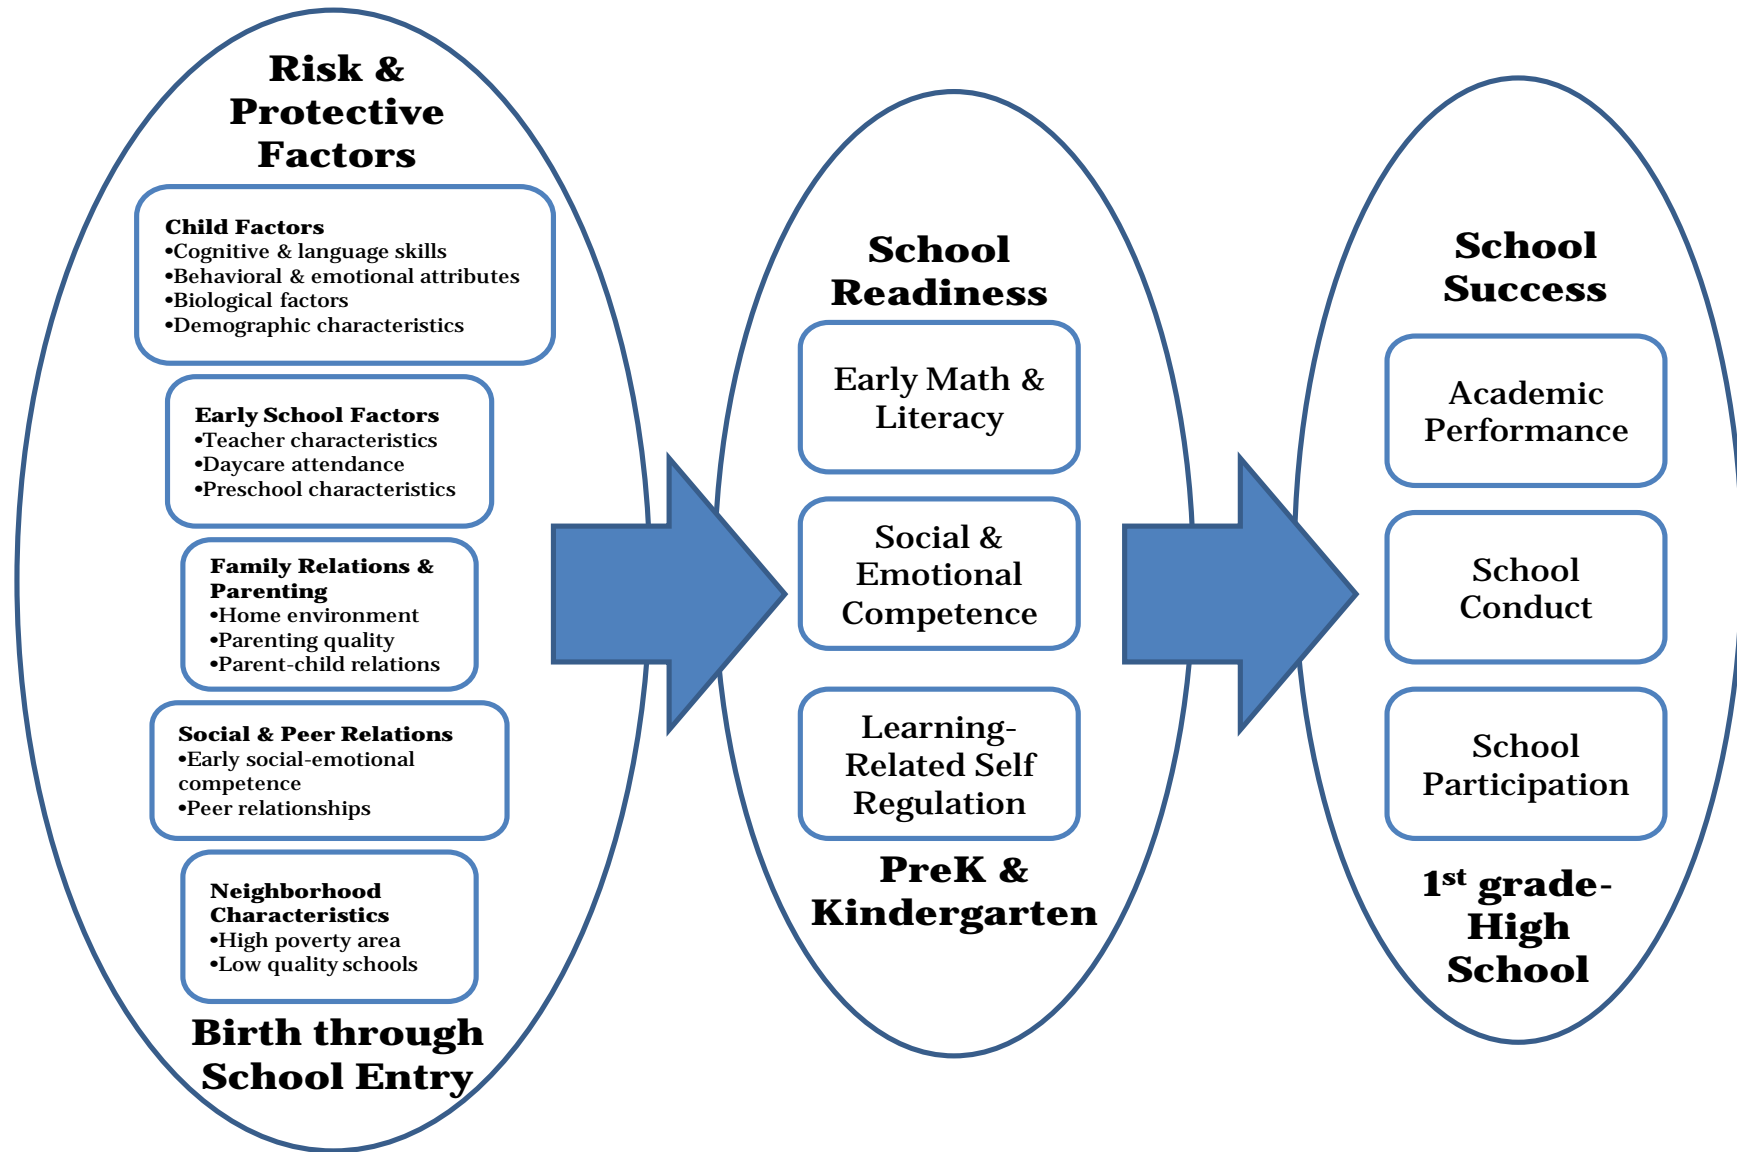 Risk &
Protective
Factors
Child Factors
•Cognitive & language skills
•Behavioral & emotional attributes
•Biological factors
•Demographic characteristics
Early School Factors
•Teacher characteristics
•Daycare attendance
•Preschool characteristics
Family Relations &
Parenting
•Home environment
•Parenting quality
•Parent-child relations
Social & Peer Relations
•Early social-emotional
competence
•Peer relationships
Neighborhood
Characteristics
•High poverty area
•Low quality schools
Birth through
School Entry
School
Readiness
Early Math &
Literacy
Social &
Emotional
Competence
Learning-
Related Self
Regulation
PreK &
Kindergarten
School
Success
Academic
Performance
School
Conduct
School
Participation
1st grade-
High
School